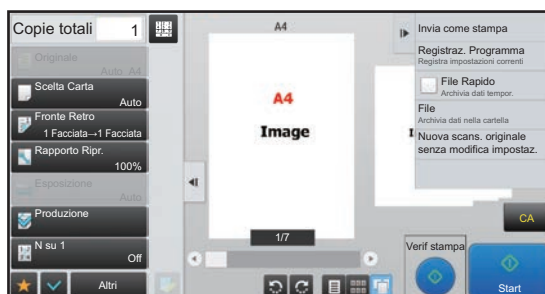 Copie totali 1
Originale
Auto A4
Scelta Carta
Auto
Fronte Retro
1 Facciata→1 Facciata
Rapporto Ripr.
100%
Esposizione
Auto
Produzione
N su 1
Off
Altri
A4
A4
Image
I
1/7
Invia come stampa
Registraz. Programma
Registra impostazioni correnti
File Rapido
Archivia dati tempor.
File
Archivia dati nella cartella
Nuova scans. originale
senza modifica impostaz.
CA
Verif stampa
Start